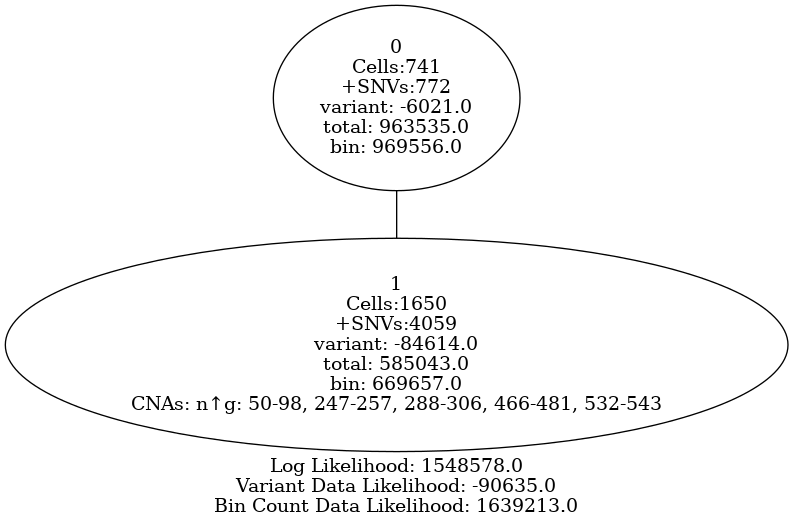 0
Cells:741
+SNVs:772
variant: -6021.0
total: 963535.0
bin: 969556.0
1
Cells:1650
+SNVs:4059
variant: -84614.0
total: 585043.0
bin: 669657.0
CNAs: n↑g: 50-98, 247-257, 288-306, 466-481, 532-543
Log Likelihood: 1548578.0
Variant Data Likelihood: -90635.0
Bin Count Data Likelihood: 1639213.0